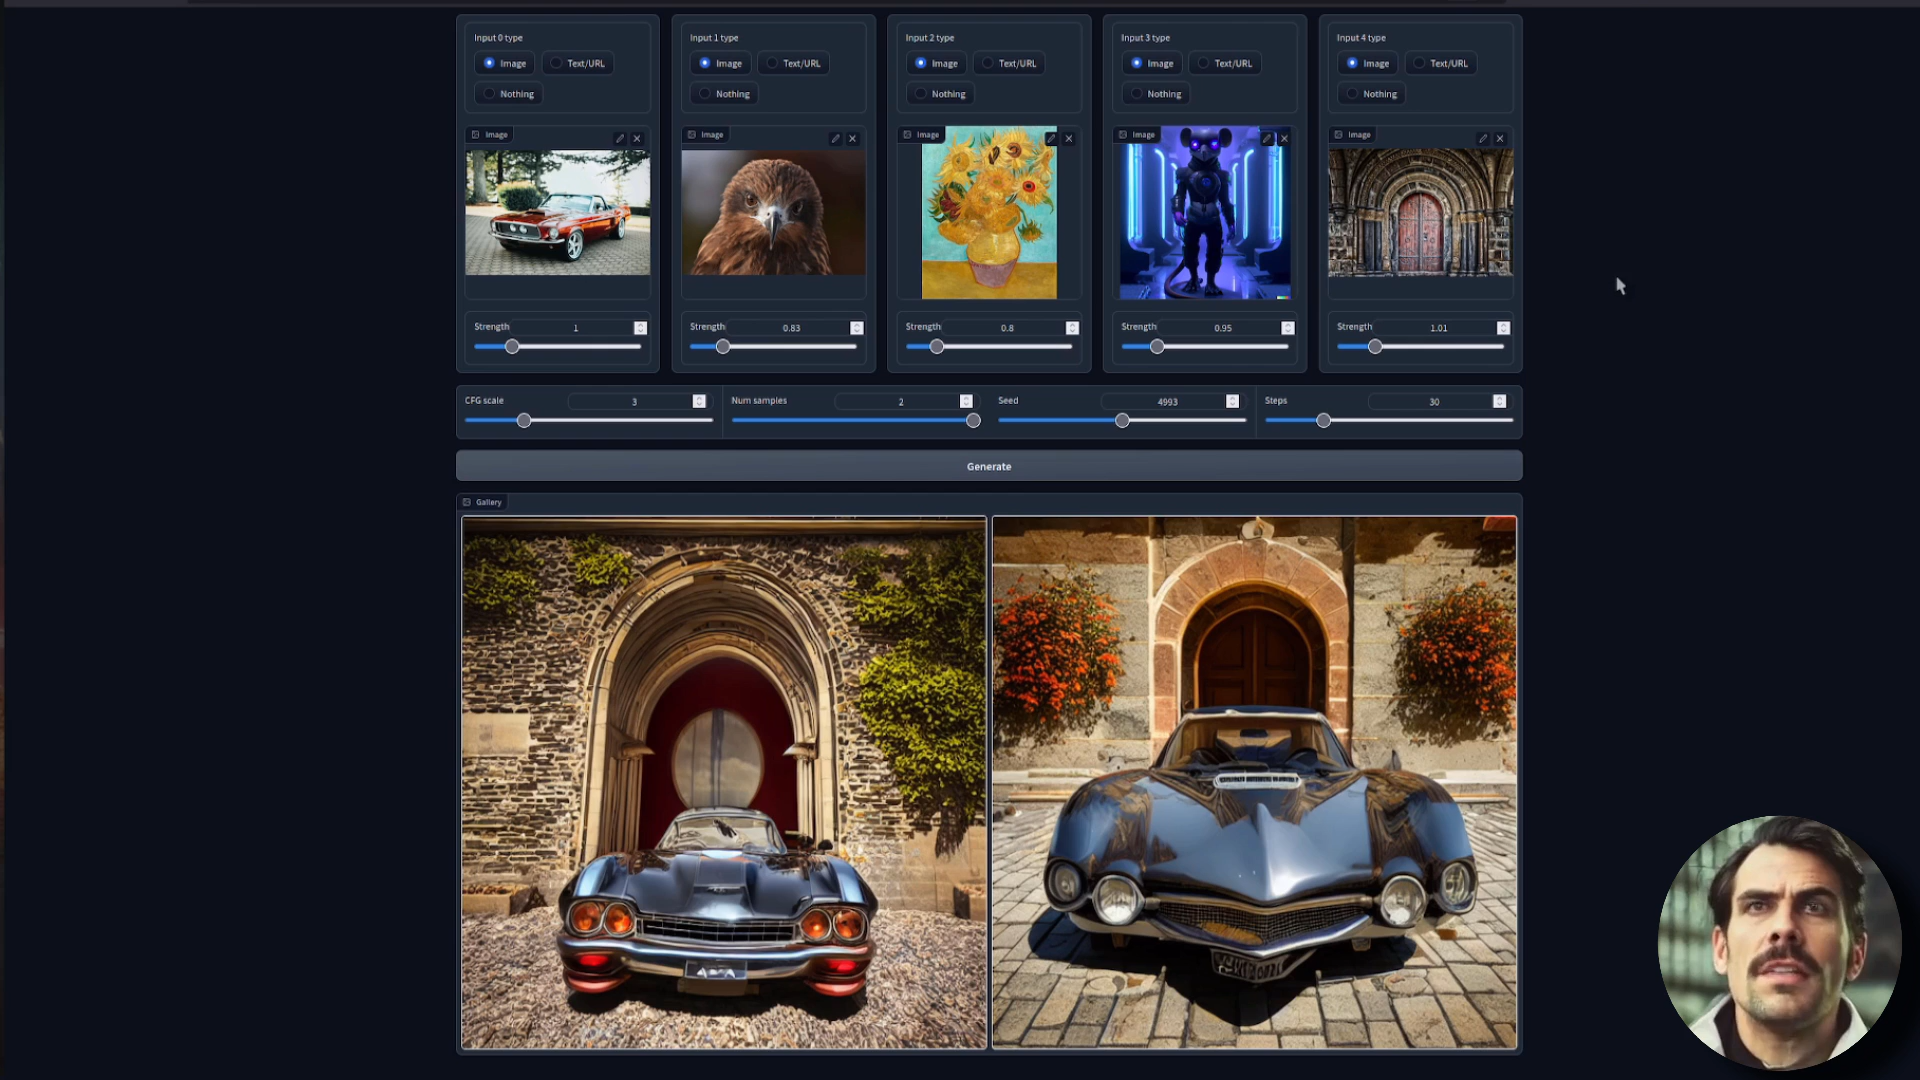 Input 0 type
Image
Text/URL
Nothing
Input 1 type
Image
Text/URL
Nothing
Input 2 type
Image
Text/URL
Nothing
Input 3 type
Image
Text/URL
Nothing
Input 4 type
Image
Text/URL
Nothing
Image
Image
Image
Image
Image
Strength 1
Strength 0.83
Strength 0.8
Strength 0.95
Strength 1.01
CFG scale 3
Num samples 2
Seed 4993
Steps 30
Generate
Gallery